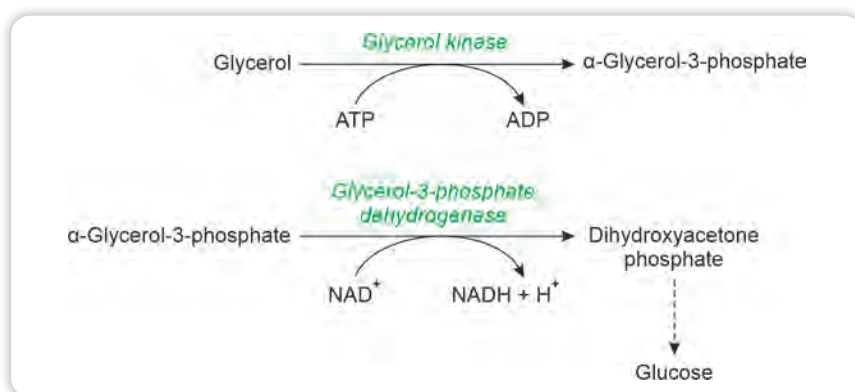 Glycerol kinase
Glycerol
α-Glycerol-3-phosphate
ATP
ADP
Glycerol-3-phosphate
dehydrogenase
α-Glycerol-3-phosphate
Dihydroxyacetone
phosphate
NAD⁺
NADH + H⁺
Glucose